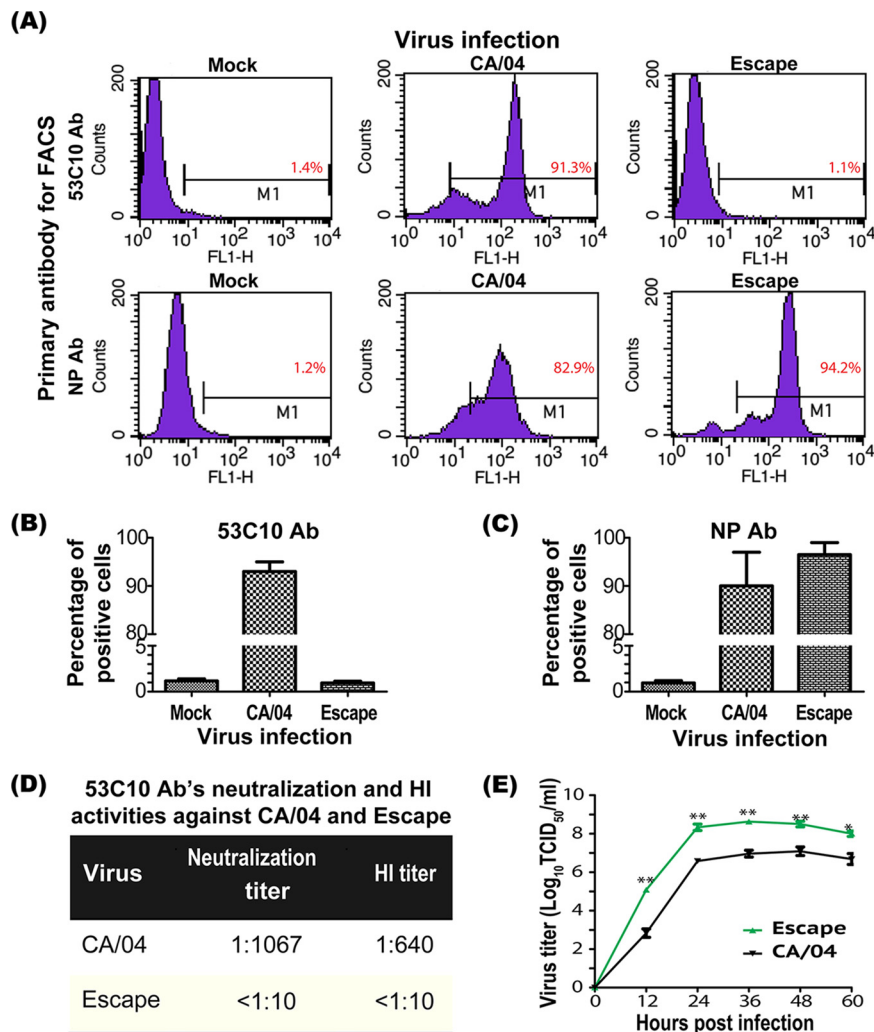 (A)
Virus infection
Mock
CA/04
Escape
Primary antibody for FACS
53C10 Ab
NP Ab
200
Counts
0
1.4%
M1
10^0 10^1 10^2 10^3 10^4
FL1-H
200
Counts
0
91.3%
M1
10^0 10^1 10^2 10^3 10^4
FL1-H
200
Counts
0
1.1%
M1
10^0 10^1 10^2 10^3 10^4
FL1-H
Mock
CA/04
Escape
200
Counts
0
1.2%
M1
10^0 10^1 10^2 10^3 10^4
FL1-H
200
Counts
0
82.9%
M1
10^0 10^1 10^2 10^3 10^4
FL1-H
200
Counts
0
94.2%
M1
10^0 10^1 10^2 10^3 10^4
FL1-H
(B)
53C10 Ab
Percentage of
positive cells
100
90
80
5
0
Mock CA/04 Escape
Virus infection
(C)
NP Ab
Percentage of
positive cells
100
90
80
5
0
Mock CA/04 Escape
Virus infection
(D)
53C10 Ab's neutralization and HI
activities against CA/04 and Escape
Virus Neutralization titer HI titer
CA/04 1:1067 1:640
Escape <1:10 <1:10
(E)
Virus titer (Log10 TCID50/ml)
10
8
6
4
2
0
** ** ** ** *
Escape
CA/04
0 12 24 36 48 60
Hours post infection